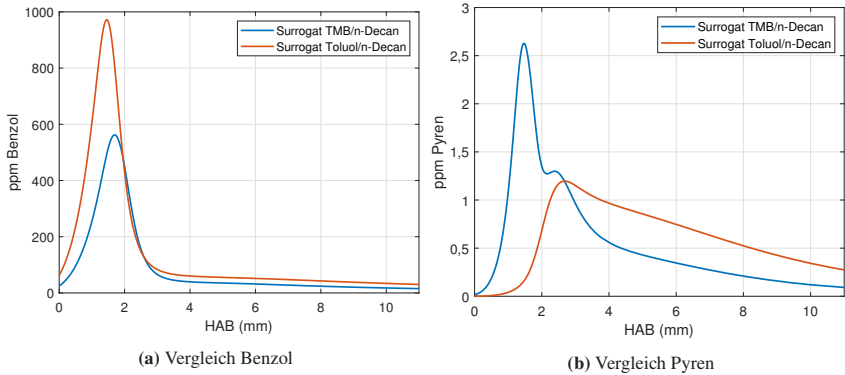 1000
800
600
400
200
0
ppm Benzol
0 2 4 6 8 10
HAB (mm)
Surrogat TMB/n-Decan
Surrogat Toluol/n-Decan
(a) Vergleich Benzol
3
2,5
2
1,5
1
0,5
0
ppm Pyren
0 2 4 6 8 10
HAB (mm)
Surrogat TMB/n-Decan
Surrogat Toluol/n-Decan
(b) Vergleich Pyren